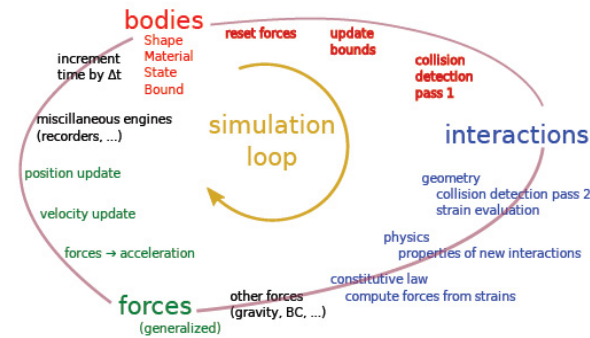 bodies
Shape
Material
State
Bound
reset forces
update
bounds
collision
detection
pass 1
interactions
geometry
collision detection pass 2
strain evaluation
physics
properties of new interactions
constitutive law
compute forces from strains
other forces
(gravity, BC, ...)
forces
(generalized)
forces → acceleration
velocity update
position update
miscillaneous engines
(recorders, ...)
increment
time by Δt
simulation
loop